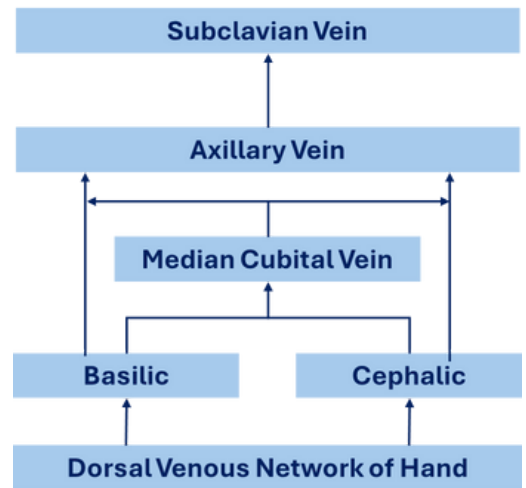 Subclavian Vein
Axillary Vein
Median Cubital Vein
Basilic
Cephalic
Dorsal Venous Network of Hand